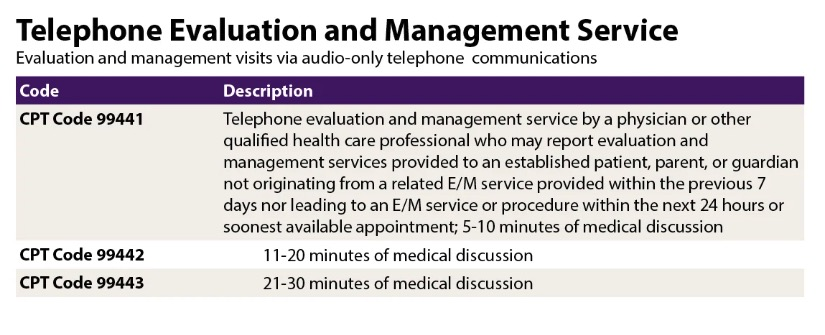 Telephone Evaluation and Management Service
Evaluation and management visits via audio-only telephone communications
Code Description
CPT Code 99441 Telephone evaluation and management service by a physician or other
qualified health care professional who may report evaluation and
management services provided to an established patient, parent, or guardian
not originating from a related E/M service provided within the previous 7
days nor leading to an E/M service or procedure within the next 24 hours or
soonest available appointment; 5-10 minutes of medical discussion
CPT Code 99442 11-20 minutes of medical discussion
CPT Code 99443 21-30 minutes of medical discussion